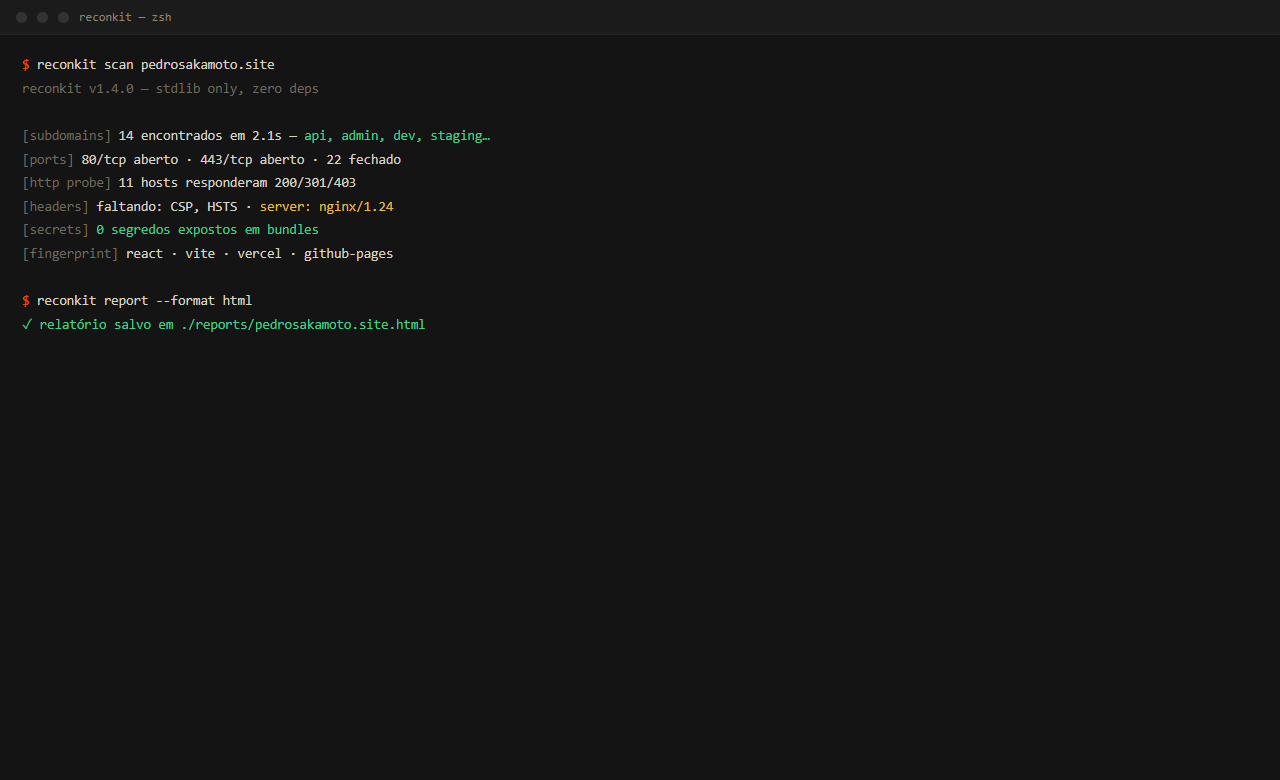 reconkit — zsh
$ reconkit scan pedrosakamoto.site
reconkit v1.4.0 — stdlib only, zero deps
[subdomains] 14 encontrados em 2.1s — api, admin, dev, staging…
[ports] 80/tcp aberto · 443/tcp aberto · 22 fechado
[http probe] 11 hosts responderam 200/301/403
[headers] faltando: CSP, HSTS · server: nginx/1.24
[secrets] 0 segredos expostos em bundles
[fingerprint] react · vite · vercel · github-pages
$ reconkit report --format html
✓ relatório salvo em ./reports/pedrosakamoto.site.html